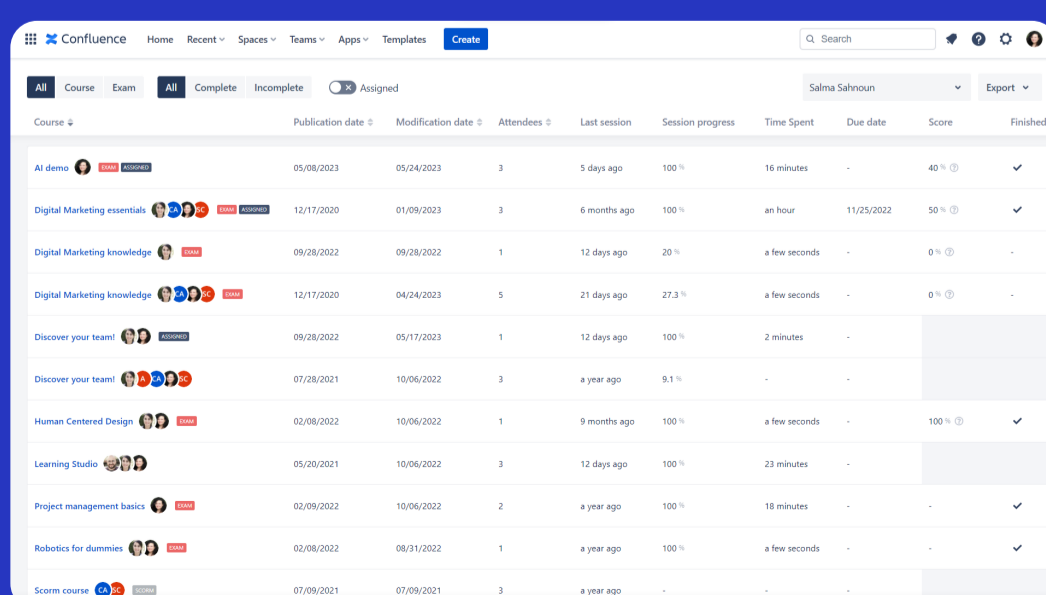 Confluence Home Recent Spaces Teams Apps Templates Create Search
All Course Exam All Complete Incomplete Assigned Salma Sahnoun Export
Course Publication date Modification date Attendees Last session Session progress Time Spent Due date Score Finished
AI demo EXAM ASSIGNED 05/08/2023 05/24/2023 3 5 days ago 100 % 16 minutes - 40 %
Digital Marketing essentials CA SC EXAM ASSIGNED 12/17/2020 01/09/2023 3 6 months ago 100 % an hour 11/25/2022 50 %
Digital Marketing knowledge EXAM 09/28/2022 09/28/2022 1 12 days ago 20 % a few seconds - 0 % -
Digital Marketing knowledge CA SC EXAM 12/17/2020 04/24/2023 5 21 days ago 27.3 % a few seconds - 0 % -
Discover your team! ASSIGNED 09/28/2022 05/17/2023 1 12 days ago 100 % 2 minutes -
Discover your team! A CA SC 07/28/2021 10/06/2022 3 a year ago 9.1 % - -
Human Centered Design EXAM 02/08/2022 10/06/2022 1 9 months ago 100 % a few seconds - 100 %
Learning Studio 05/20/2021 10/06/2022 3 12 days ago 100 % 23 minutes -
Project management basics EXAM 02/09/2022 10/06/2022 2 a year ago 100 % 18 minutes - -
Robotics for dummies EXAM 02/08/2022 08/31/2022 1 a year ago 100 % a few seconds - -
Scorm course CA SC SCORM 07/09/2021 07/09/2021 3 a year ago - - -